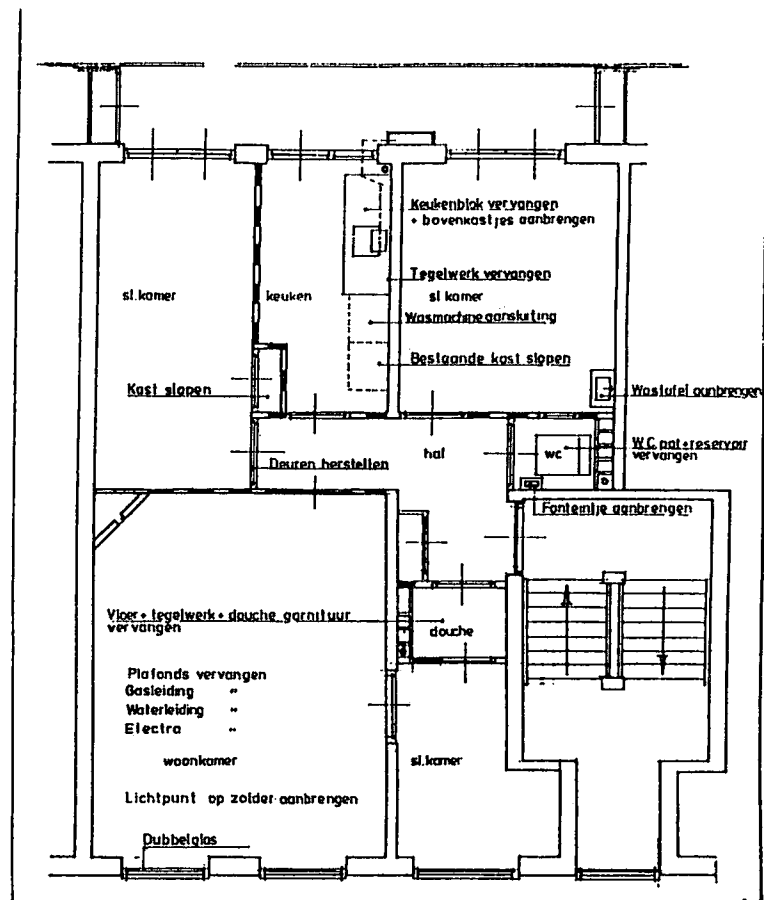 Keukenblok vervangen
+ bovenkastjes aanbrengen
Tegelwerk vervangen
sl.kamer
keuken
sl kamer
Wasmachine aansluiting
Bestaande kast slopen
Kast slopen
Wastafel aanbrengen
hal
wc
W.C. pot+reservoir
vervangen
Deuren herstellen
Fonteintje aanbrengen
Vloer+ tegelwerk+ douche garnituur
vervangen
douche
Plafonds vervangen
Gasleiding "
Waterleiding "
Electra "
woonkamer
sl.kamer
Lichtpunt op zolder aanbrengen
Dubbelglas